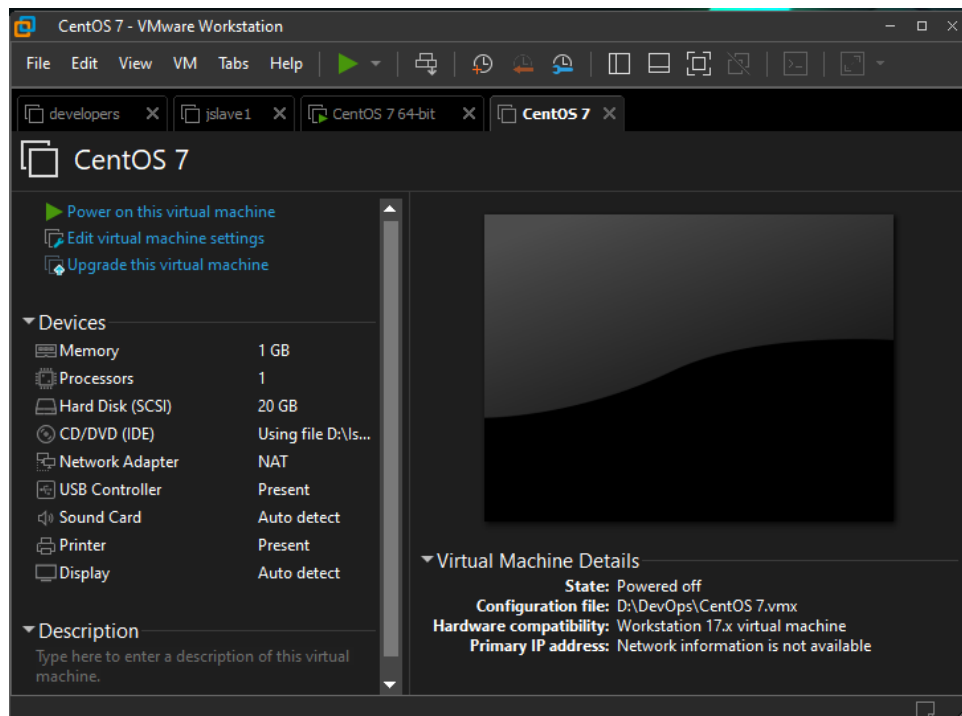 CentOS 7 - VMware Workstation
File Edit View VM Tabs Help
developers jslave1 CentOS 7 64-bit CentOS 7
CentOS 7
Power on this virtual machine
Edit virtual machine settings
Upgrade this virtual machine
Devices
Memory 1 GB
Processors 1
Hard Disk (SCSI) 20 GB
CD/DVD (IDE) Using file D:\Is...
Network Adapter NAT
USB Controller Present
Sound Card Auto detect
Printer Present
Display Auto detect
Description
Type here to enter a description of this virtual
machine.
Virtual Machine Details
State: Powered off
Configuration file: D:\DevOps\CentOS 7.vmx
Hardware compatibility: Workstation 17.x virtual machine
Primary IP address: Network information is not available